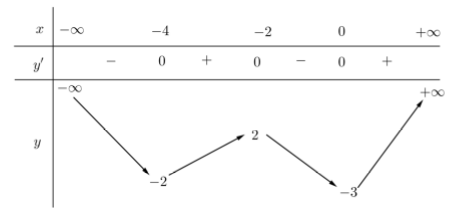 x −∞ −4 −2 0 +∞
y′ − 0 + 0 − 0 +
−∞ +∞
y 2
−2
−3